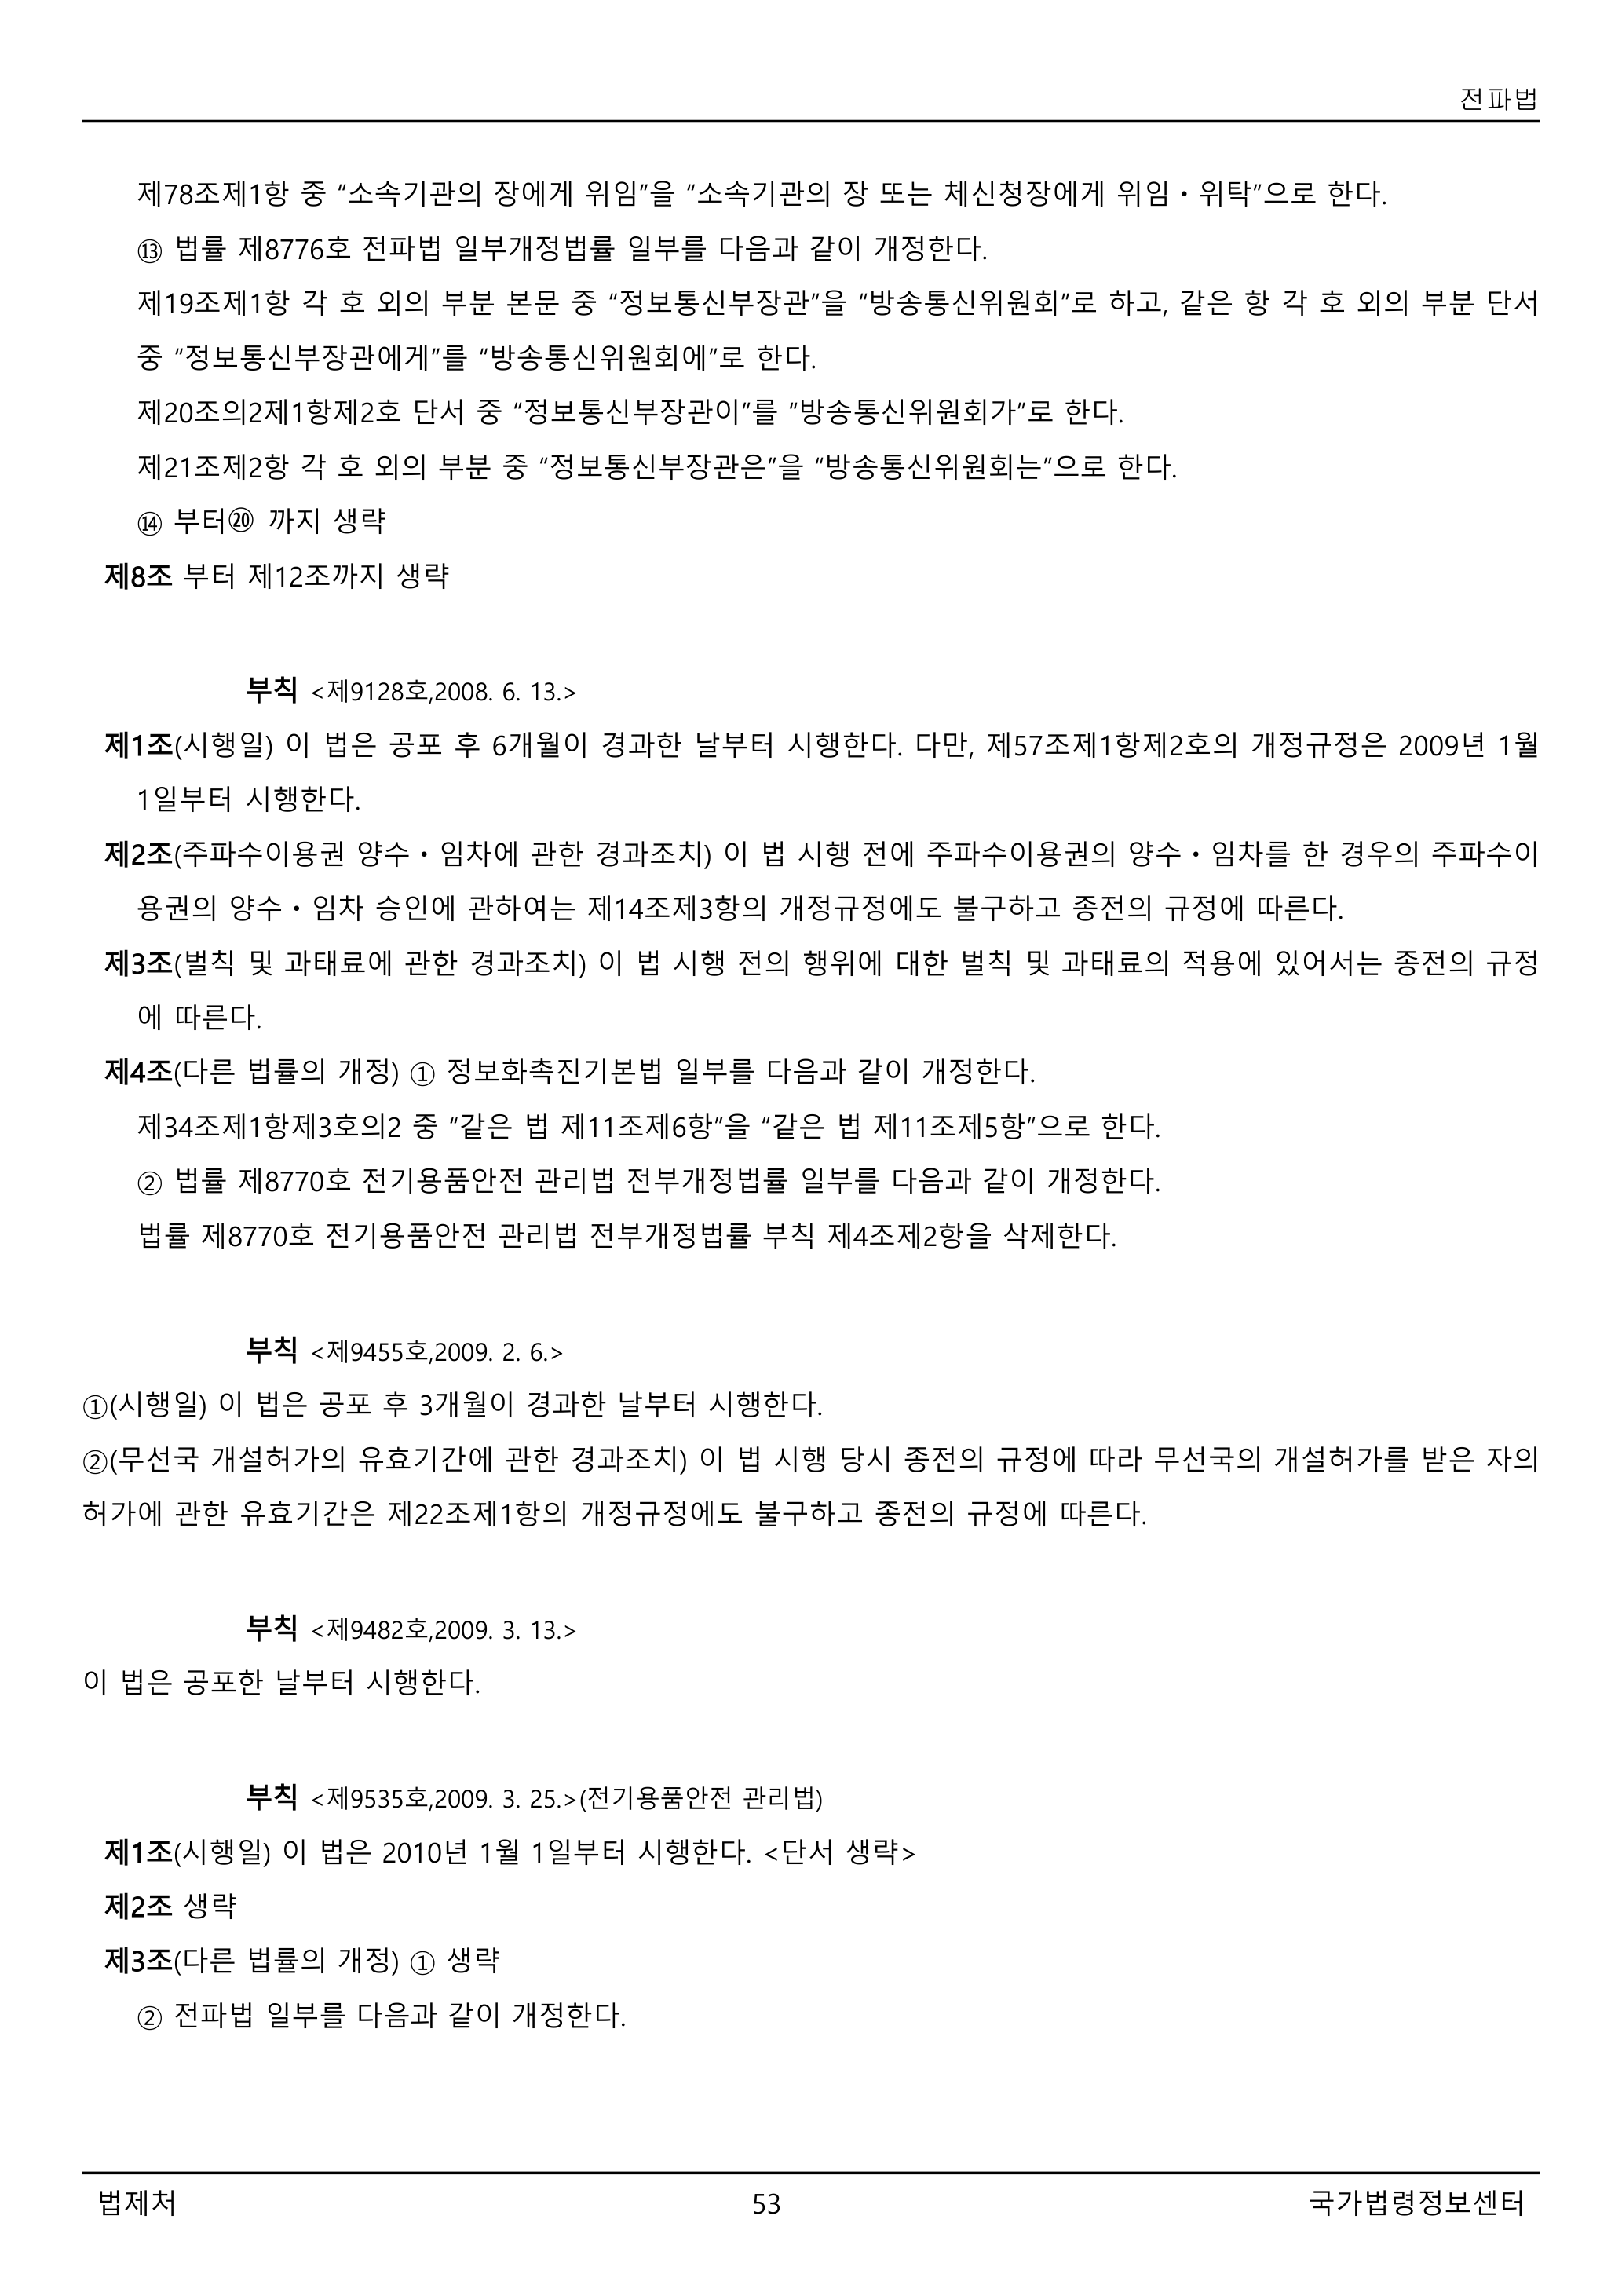 전파법
제78조제1항 중 “소속기관의 장에게 위임”을 “소속기관의 장 또는 체신청장에게 위임ㆍ위탁”으로 한다.
⑬ 법률 제8776호 전파법 일부개정법률 일부를 다음과 같이 개정한다.
제19조제1항 각 호 외의 부분 본문 중 “정보통신부장관”을 “방송통신위원회”로 하고, 같은 항 각 호 외의 부분 단서
중 “정보통신부장관에게”를 “방송통신위원회에”로 한다.
제20조의2제1항제2호 단서 중 “정보통신부장관이”를 “방송통신위원회가”로 한다.
제21조제2항 각 호 외의 부분 중 “정보통신부장관은”을 “방송통신위원회는”으로 한다.
⑭ 부터⑳ 까지 생략
제8조 부터 제12조까지 생략
부칙 <제9128호,2008. 6. 13.>
제1조(시행일) 이 법은 공포 후 6개월이 경과한 날부터 시행한다. 다만, 제57조제1항제2호의 개정규정은 2009년 1월
1일부터 시행한다.
제2조(주파수이용권 양수ㆍ임차에 관한 경과조치) 이 법 시행 전에 주파수이용권의 양수ㆍ임차를 한 경우의 주파수이
용권의 양수ㆍ임차 승인에 관하여는 제14조제3항의 개정규정에도 불구하고 종전의 규정에 따른다.
제3조(벌칙 및 과태료에 관한 경과조치) 이 법 시행 전의 행위에 대한 벌칙 및 과태료의 적용에 있어서는 종전의 규정
에 따른다.
제4조(다른 법률의 개정) ① 정보화촉진기본법 일부를 다음과 같이 개정한다.
제34조제1항제3호의2 중 “같은 법 제11조제6항”을 “같은 법 제11조제5항”으로 한다.
② 법률 제8770호 전기용품안전 관리법 전부개정법률 일부를 다음과 같이 개정한다.
법률 제8770호 전기용품안전 관리법 전부개정법률 부칙 제4조제2항을 삭제한다.
부칙 <제9455호,2009. 2. 6.>
①(시행일) 이 법은 공포 후 3개월이 경과한 날부터 시행한다.
②(무선국 개설허가의 유효기간에 관한 경과조치) 이 법 시행 당시 종전의 규정에 따라 무선국의 개설허가를 받은 자의
허가에 관한 유효기간은 제22조제1항의 개정규정에도 불구하고 종전의 규정에 따른다.
부칙 <제9482호,2009. 3. 13.>
이 법은 공포한 날부터 시행한다.
부칙 <제9535호,2009. 3. 25.>(전기용품안전 관리법)
제1조(시행일) 이 법은 2010년 1월 1일부터 시행한다. <단서 생략>
제2조 생략
제3조(다른 법률의 개정) ① 생략
② 전파법 일부를 다음과 같이 개정한다.
법제처 53 국가법령정보센터